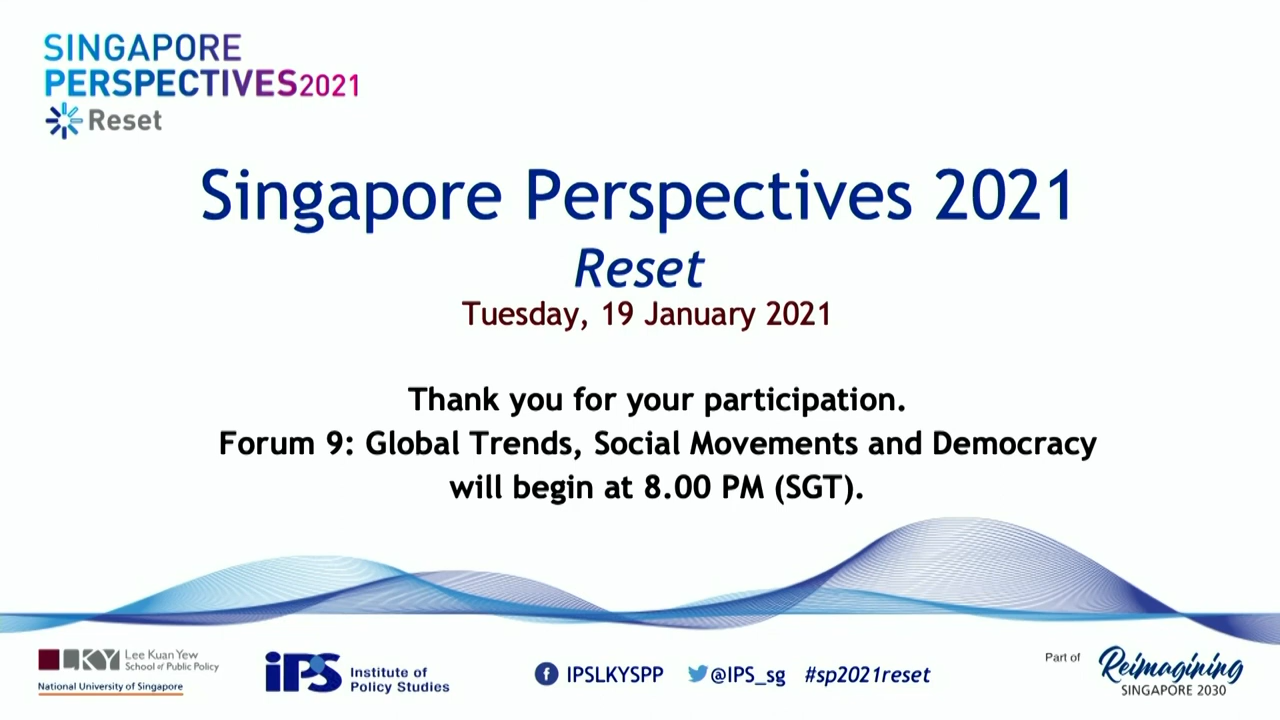 SINGAPORE
PERSPECTIVES2021
Reset
Singapore Perspectives 2021
Reset
Tuesday, 19 January 2021
Thank you for your participation.
Forum 9: Global Trends, Social Movements and Democracy
will begin at 8.00 PM (SGT).
LKY Lee Kuan Yew
School of Public Policy
National University of Singapore
iPS Institute of
Policy Studies
f IPSLKYSPP @IPS_sg #sp2021reset
Part of Reimagining
SINGAPORE 2030